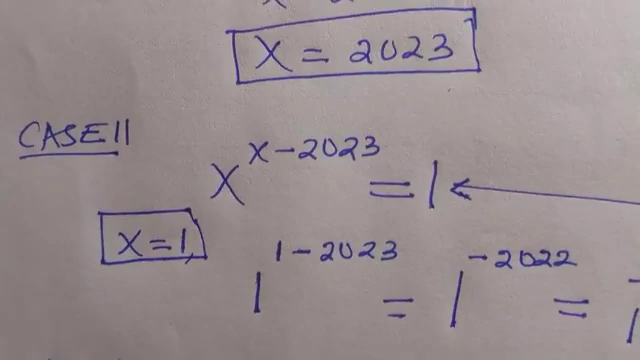 X = 2023
CASE II
X^{X-2023} = 1
X=1,
1^{1-2023} = 1^{-2022} =